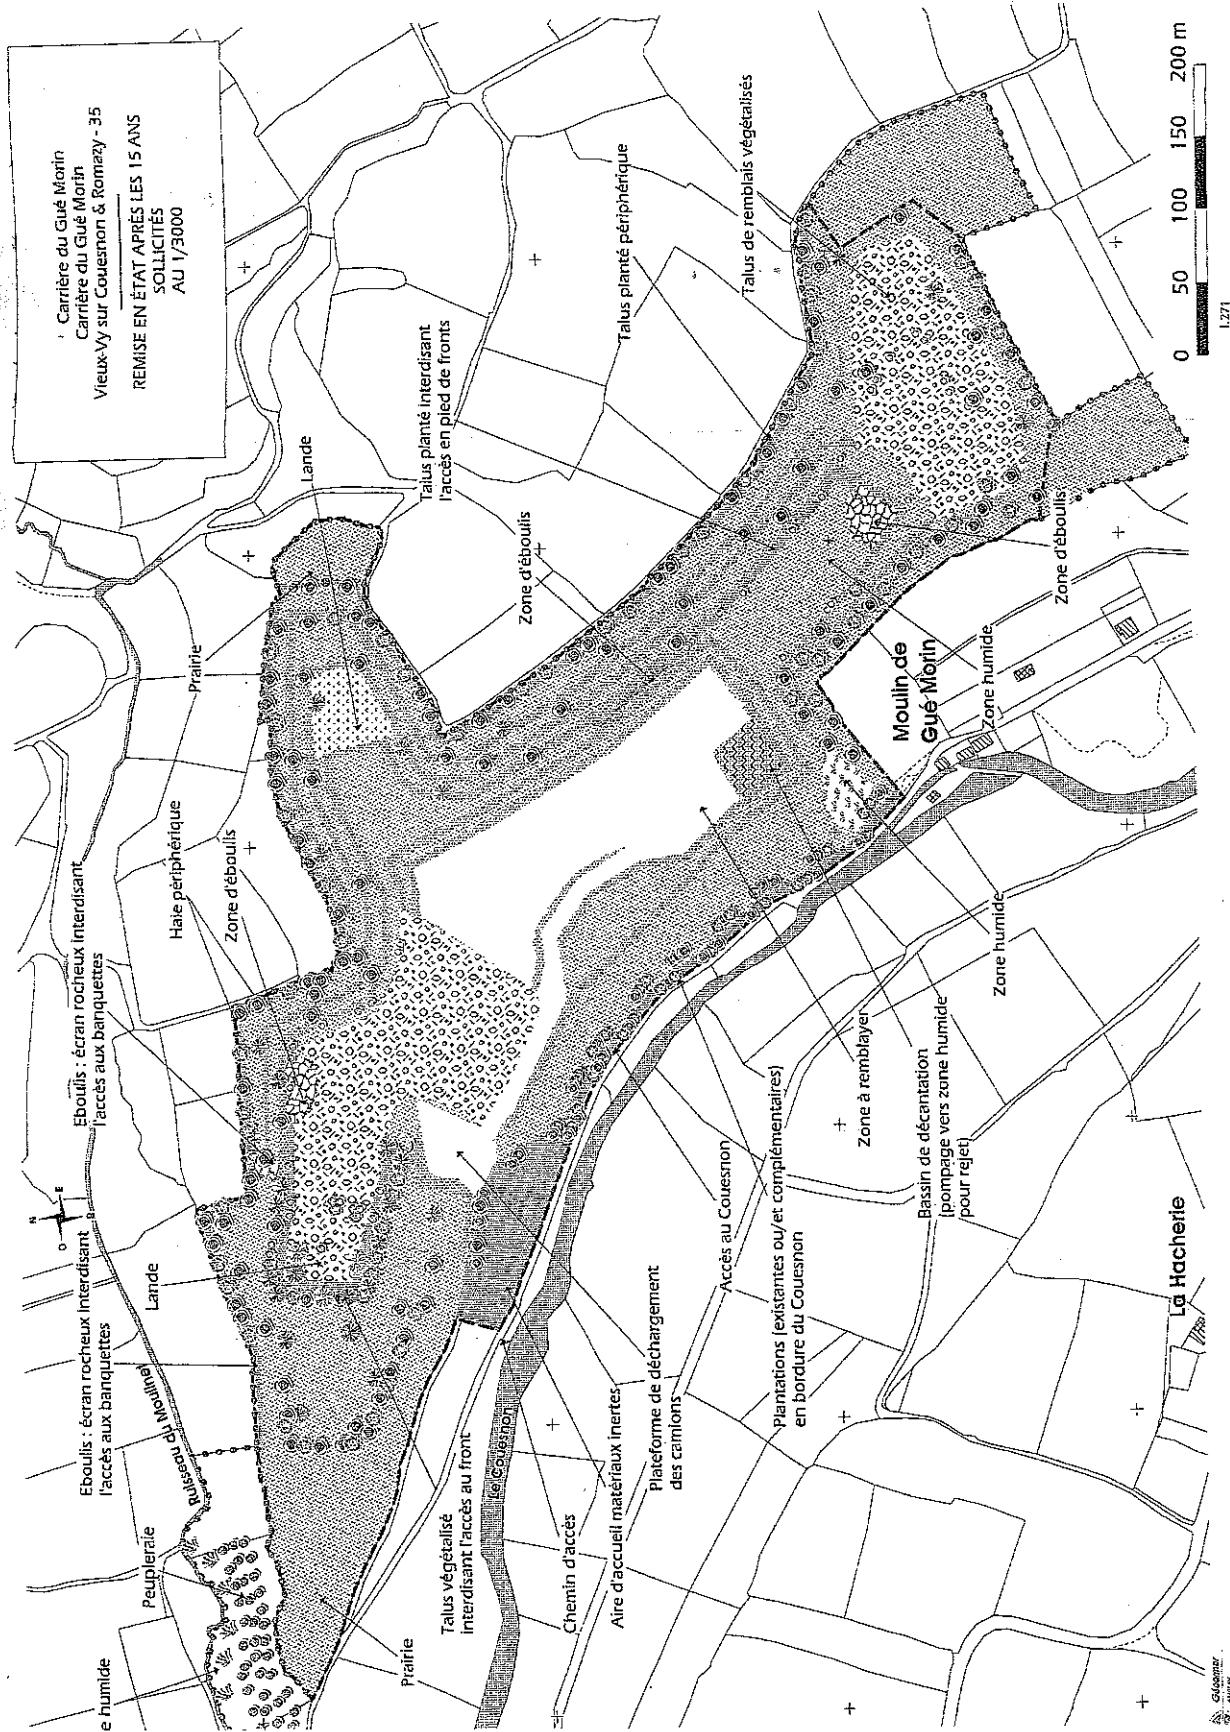 Carrière du Gué Morin
Carrière du Gué Morin
Vieux-Vy sur Couesnon & Romazy - 35
REMISE EN ÉTAT APRÈS LES 15 ANS
SOLLICITÉS
AU 1/3000
e humide
Peupleraie
Eboulis : écran rocheux interdisant
l'accès aux banquettes
Ruisseau du Moulinet
Lande
N
O
E
Eboulis : écran rocheux interdisant
l'accès aux banquettes
Haie périphérique
Zone d'éboulis
Prairie
Lande
Talus planté interdisant
l'accès en pied de fronts
Zone d'éboulis
Talus planté périphérique
Talus de remblais végétalisés
Prairie
Talus végétalisé
interdisant l'accès au front
Le Couesnon
Chemin d'accès
Aire d'accueil matériaux inertes
Plateforme de déchargement
des camions
Accès au Couesnon
Plantations (existantes ou/et complémentaires)
en bordure du Couesnon
Zone à remblayer
Bassin de décantation
(pompage vers zone humide
pour rejet)
Zone humide
Moulin de
Gué Morin
Zone humide
Zone d'éboulis
La Hacherie
0 50 100 150 200 m
1.271